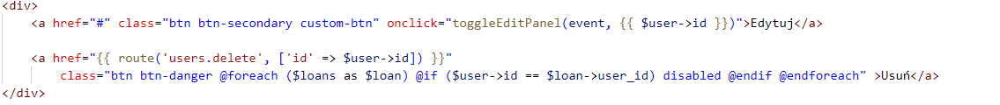 <div>
<a href="#" class="btn btn-secondary custom-btn" onclick="toggleEditPanel(event, {{ $user->id }})">Edytuj</a>
<a href="{{ route('users.delete', ['id' => $user->id]) }}"
class="btn btn-danger @foreach ($loans as $loan) @if ($user->id == $loan->user_id) disabled @endif @endforeach" >Usuń</a>
</div>